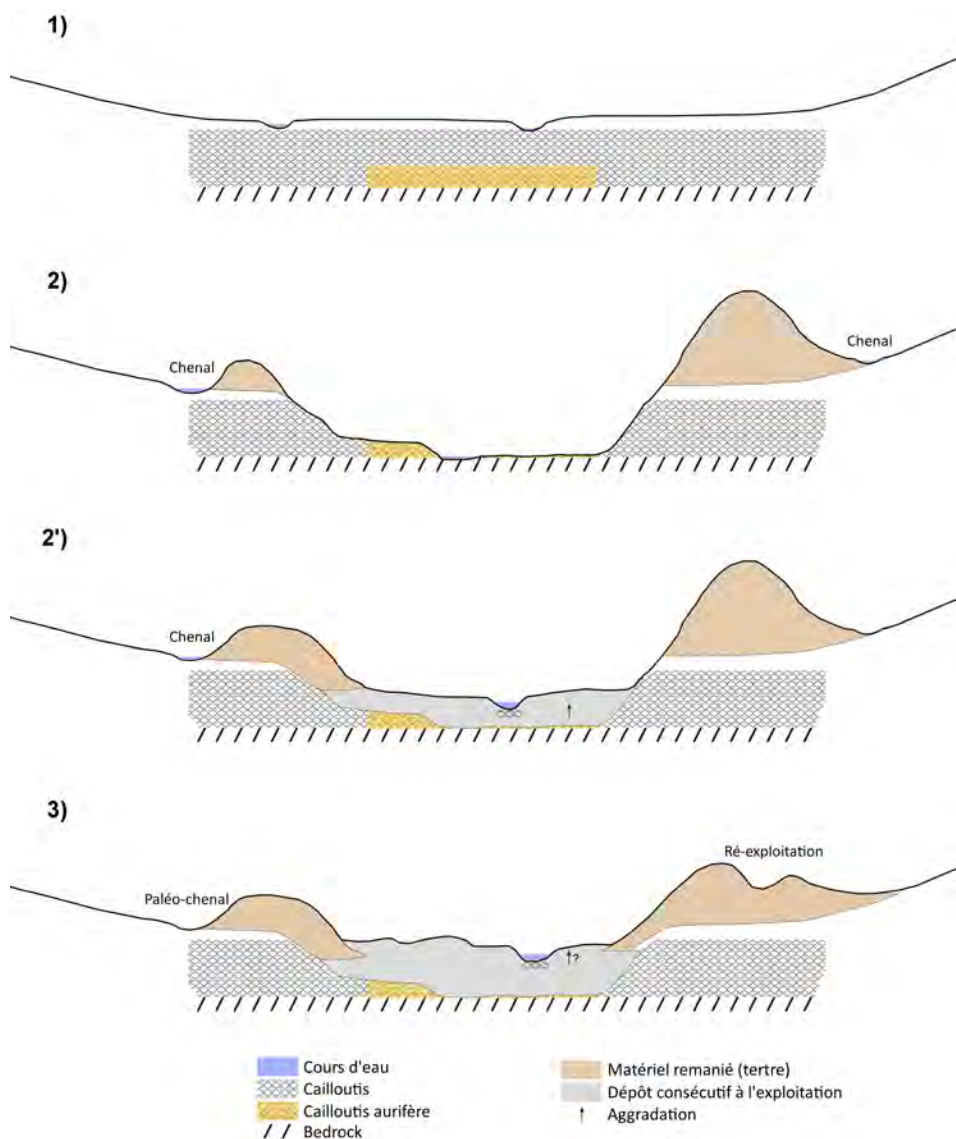 1)
2)
Chenal
Chenal
2')
Chenal
3)
Ré-exploitation
Paléo-chenal
?
Cours d'eau
Cailloutis
Cailloutis aurifère
Bedrock
Matériel remanié (tertre)
Dépôt consécutif à l'exploitation
Aggradation